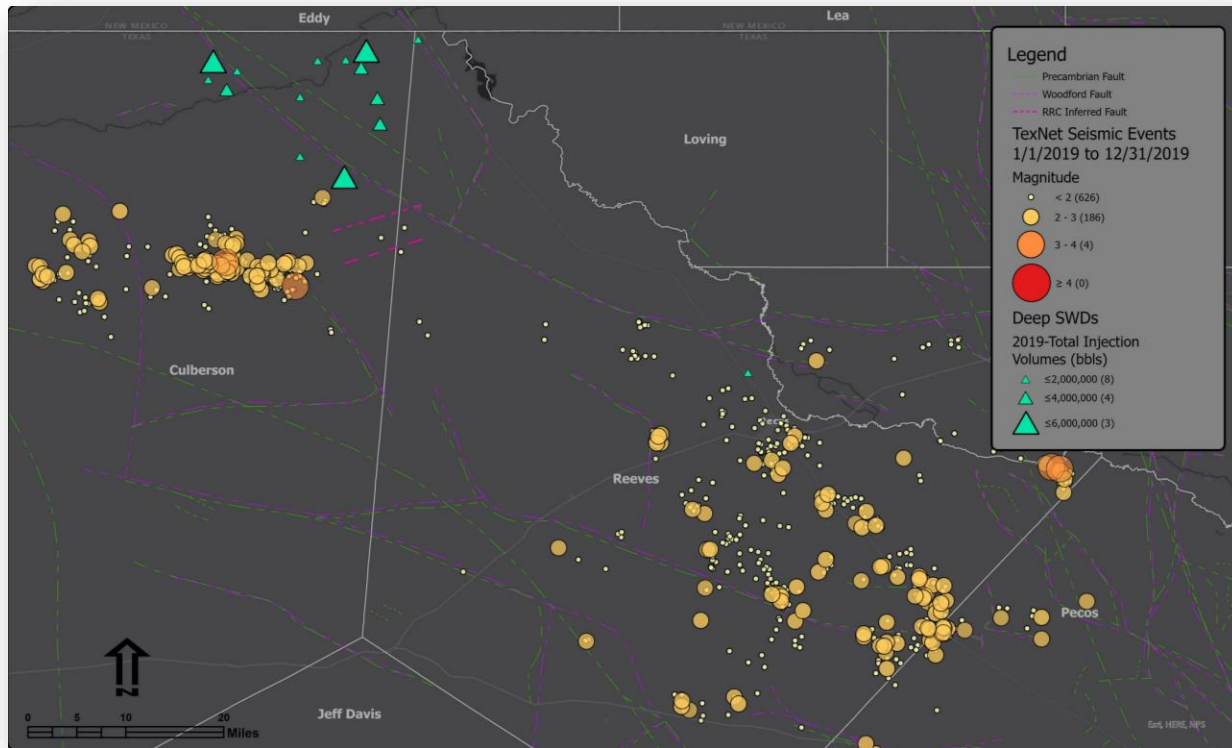 Eddy
Lea
NEW MEXICO
TEXAS
NEW MEXICO
TEXAS
Loving
Culberson
Reeves
Pecos
Pecos
Jeff Davis
N
0 5 10 20
Miles
Legend
Precambrian Fault
Woodford Fault
RRC Inferred Fault
TexNet Seismic Events
1/1/2019 to 12/31/2019
Magnitude
< 2 (626)
2 - 3 (186)
3 - 4 (4)
≥ 4 (0)
Deep SWDs
2019-Total Injection
Volumes (bbls)
≤2,000,000 (8)
≤4,000,000 (4)
≤6,000,000 (3)
Esri, HERE, NPS